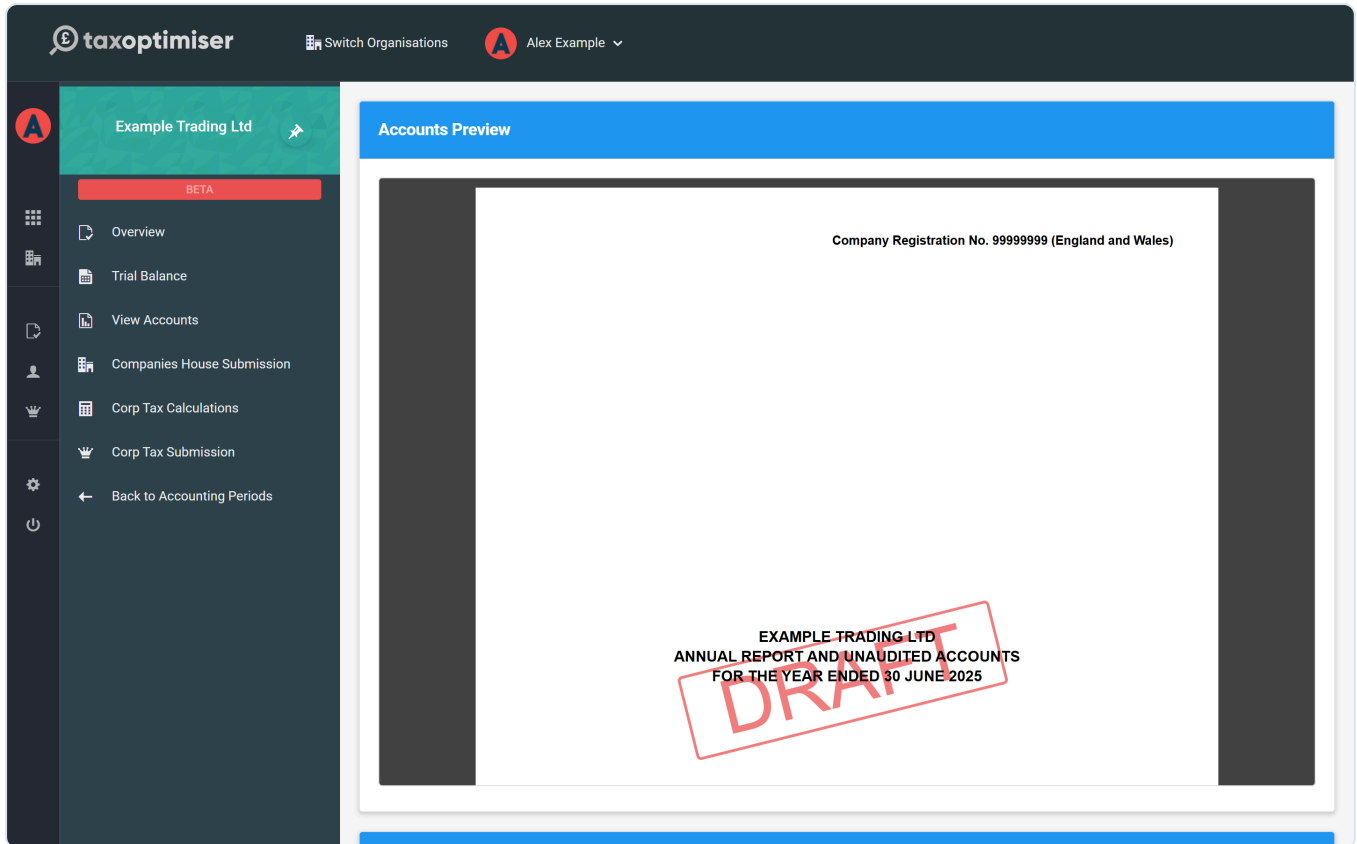 taxoptimiser
Switch Organisations
Alex Example
Example Trading Ltd
BETA
Overview
Trial Balance
View Accounts
Companies House Submission
Corp Tax Calculations
Corp Tax Submission
Back to Accounting Periods
Accounts Preview
Company Registration No. 99999999 (England and Wales)
EXAMPLE TRADING LTD
ANNUAL REPORT AND UNAUDITED ACCOUNTS
FOR THE YEAR ENDED 30 JUNE 2025
DRAFT